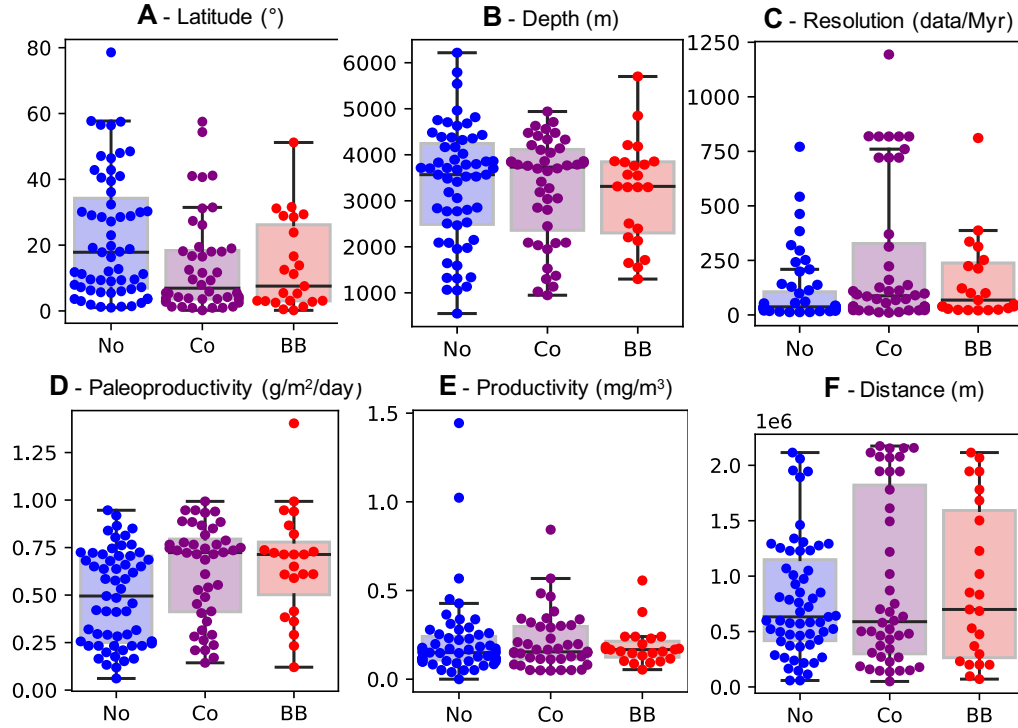 A - Latitude (°)
80
60
40
20
0
No Co BB
B - Depth (m)
6000
5000
4000
3000
2000
1000
No Co BB
C - Resolution (data/Myr)
1250
1000
750
500
250
0
No Co BB
D - Paleoproductivity (g/m²/day)
1.25
1.00
0.75
0.50
0.25
0.00
No Co BB
E - Productivity (mg/m³)
1.5
1.0
0.5
0.0
No Co BB
F - Distance (m)
1e6
2.0
1.5
1.0
0.5
0.0
No Co BB